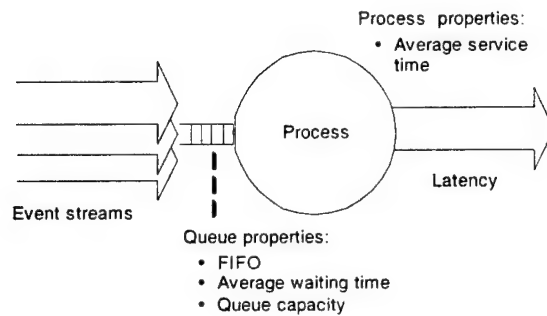 Process properties:
• Average service
time
Process
Latency
Event streams
Queue properties:
• FIFO
• Average waiting time
• Queue capacity